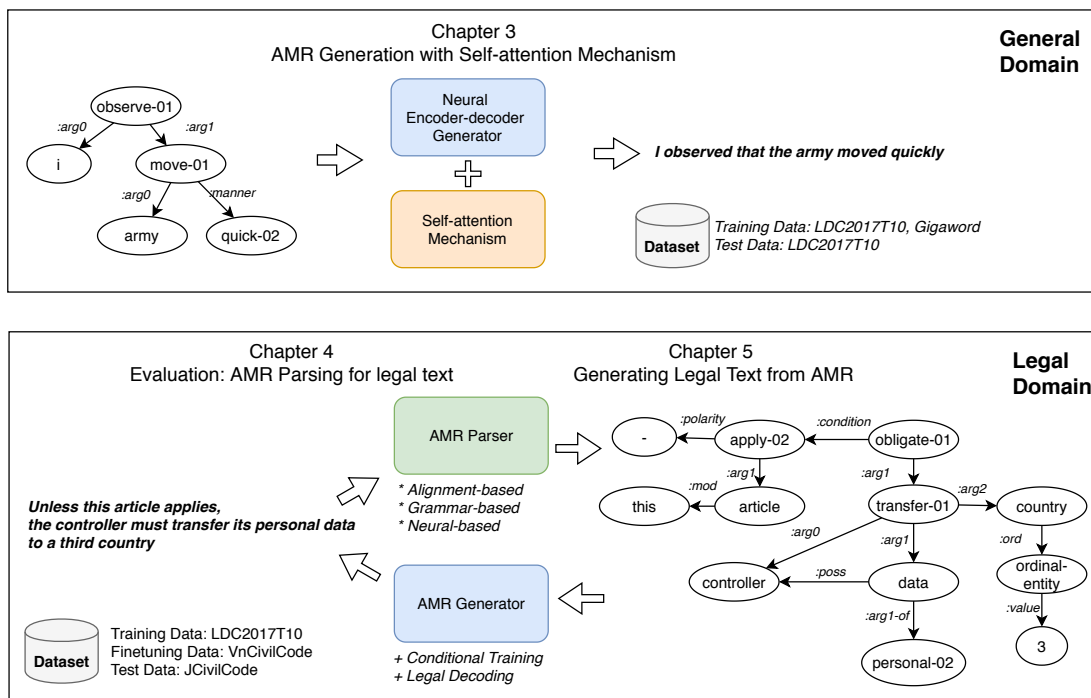 Chapter 3
AMR Generation with Self-attention Mechanism
General
Domain
observe-01
:arg0
:arg1
i
move-01
:arg0
:manner
army
quick-02
Neural
Encoder-decoder
Generator
Self-attention
Mechanism
I observed that the army moved quickly
Dataset
Training Data: LDC2017T10, Gigaword
Test Data: LDC2017T10
Chapter 4
Evaluation: AMR Parsing for legal text
Chapter 5
Generating Legal Text from AMR
Legal
Domain
AMR Parser
* Alignment-based
* Grammar-based
* Neural-based
Unless this article applies,
the controller must transfer its personal data
to a third country
AMR Generator
+ Conditional Training
+ Legal Decoding
Dataset
Training Data: LDC2017T10
Finetuning Data: VnCivilCode
Test Data: JCivilCode
-
:polarity
apply-02
:condition
obligate-01
:arg1
:arg1
this
:mod
article
transfer-01
:arg2
country
:arg0
:arg1
:ord
controller
:poss
data
ordinal-
entity
:arg1-of
:value
personal-02
3